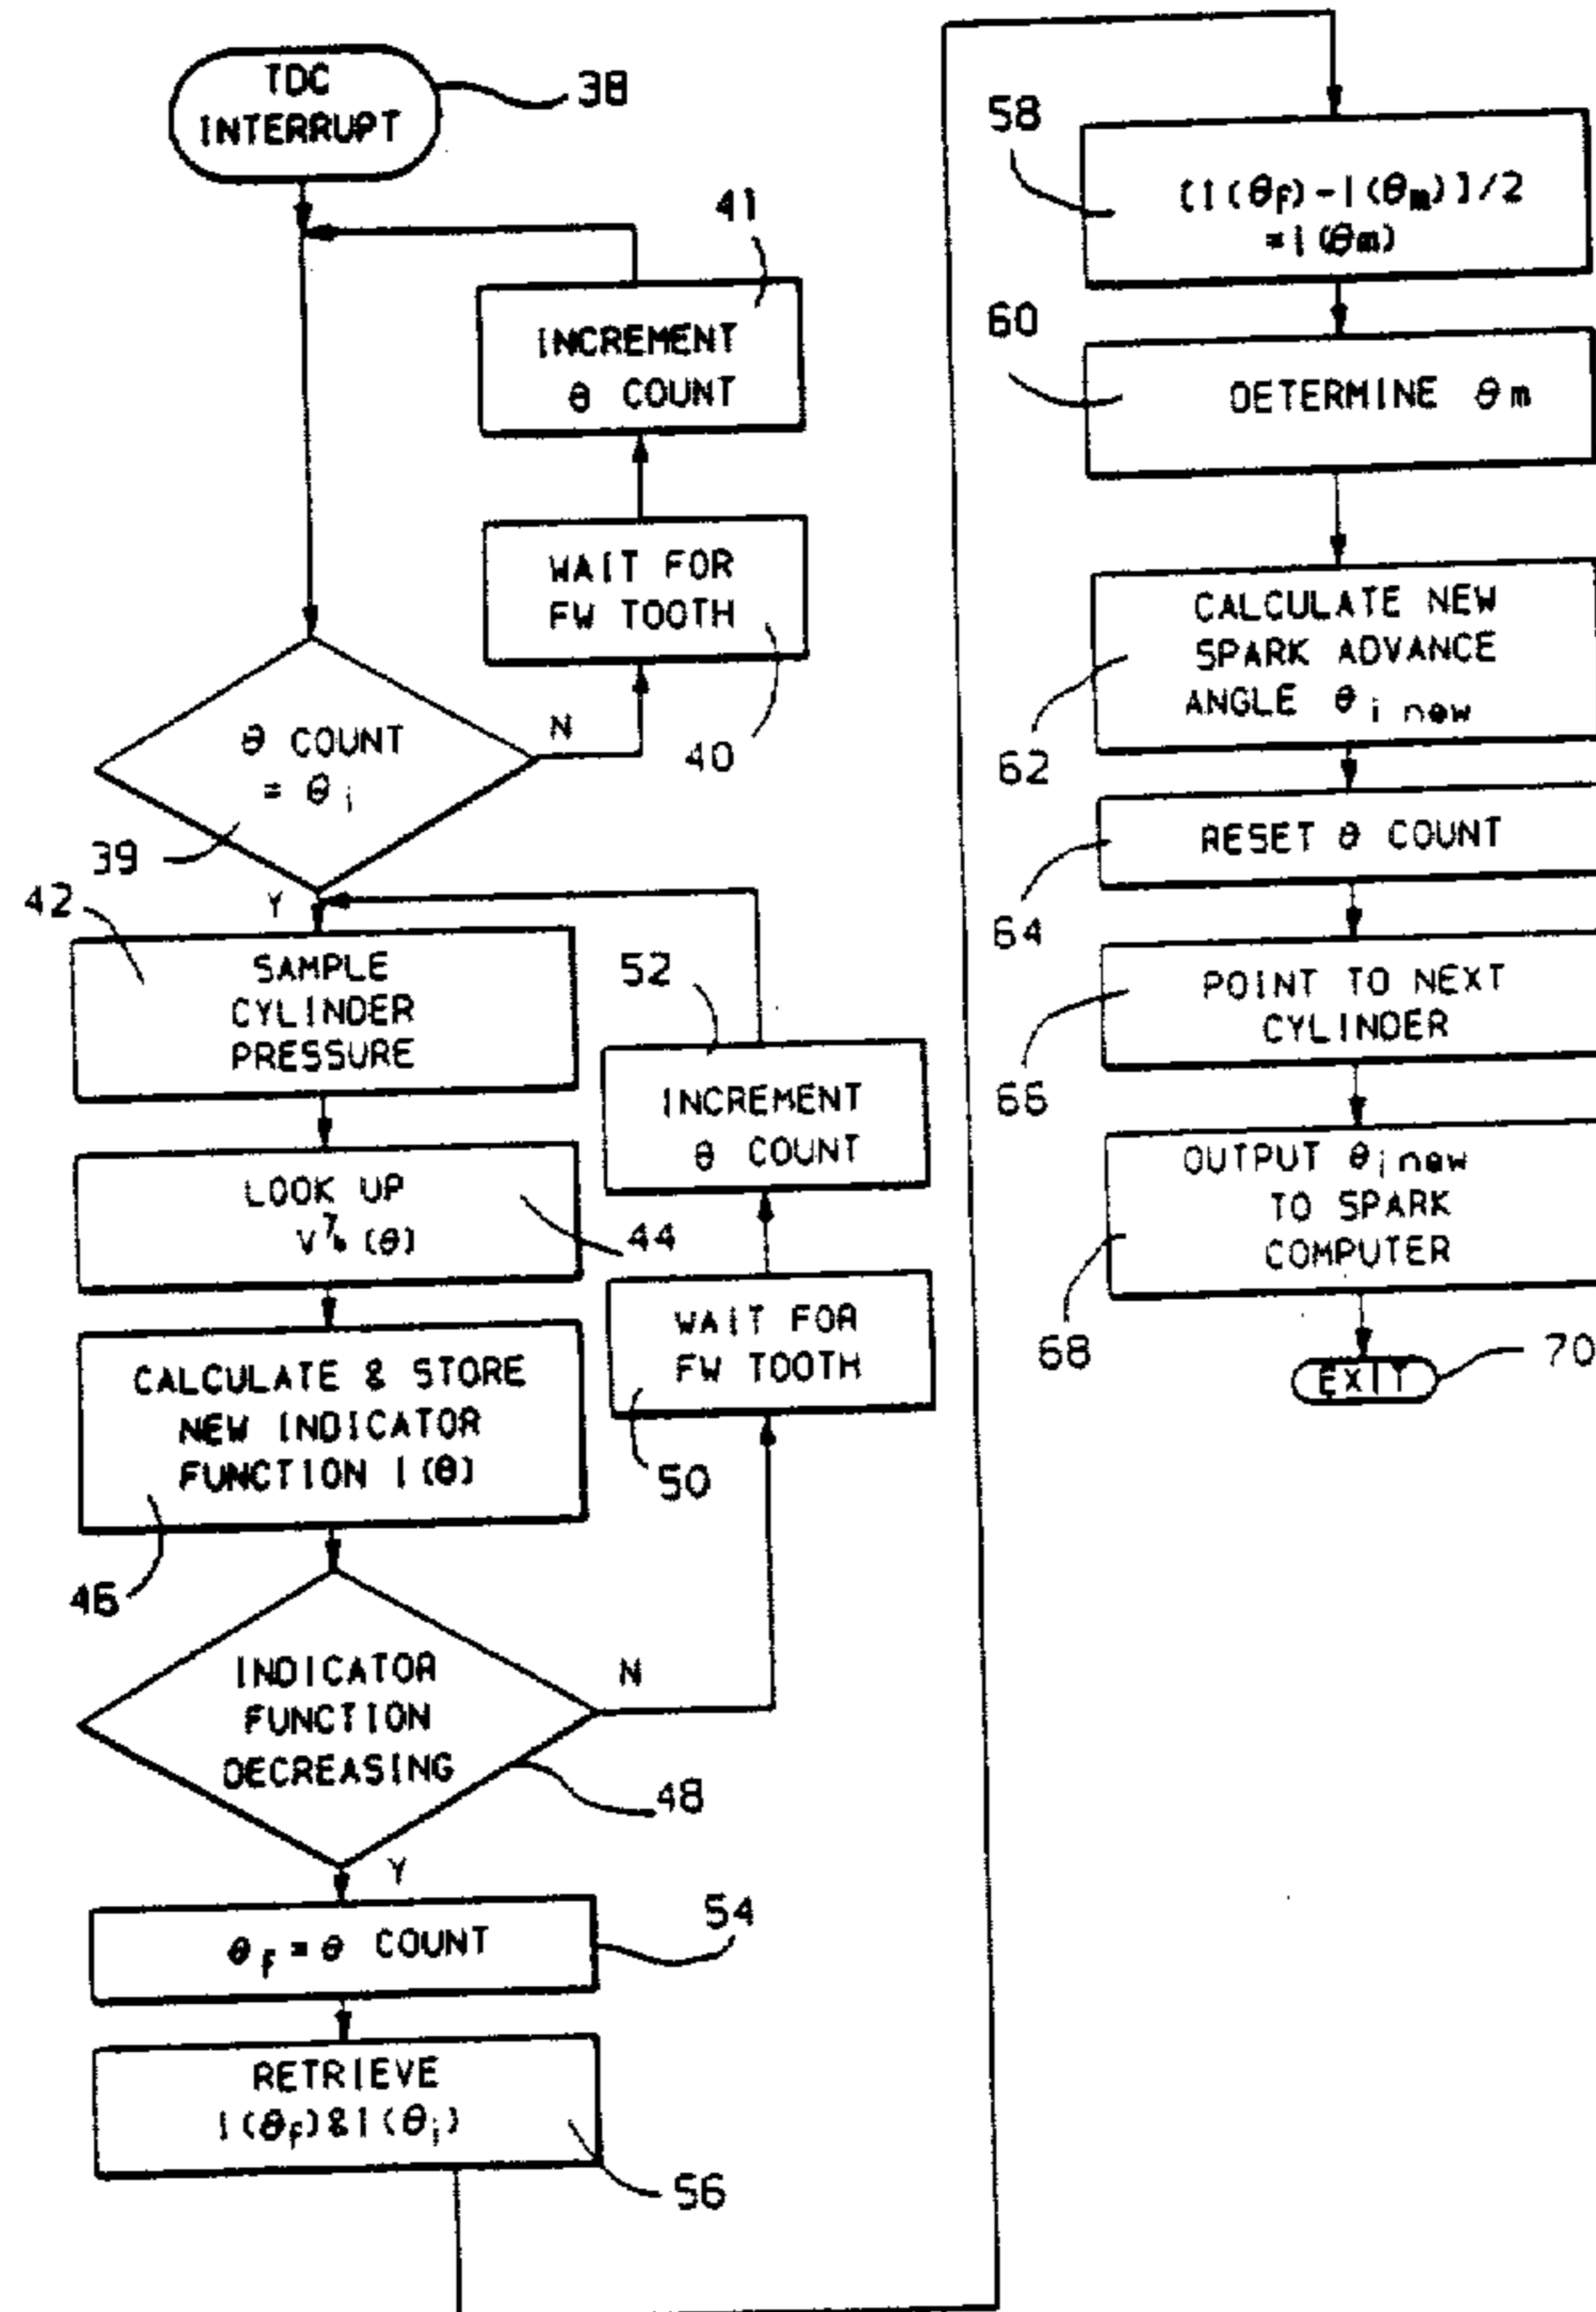 TDC
INTERRUPT
38
41
INCREMENT
θ COUNT
WAIT FOR
FW TOOTH
40
θ COUNT
= θi
N
39
Y
42
SAMPLE
CYLINDER
PRESSURE
52
INCREMENT
θ COUNT
LOOK UP
(θ)
44
WAIT FOR
FW TOOTH
50
CALCULATE & STORE
NEW INDICATOR
FUNCTION I(θ)
46
INDICATOR
FUNCTION
DECREASING
N
48
Y
θf = θ COUNT
54
RETRIEVE
I(θf)&I(θi)
56
58
[I(θf)-I(θm)]/2
=I(θm)
60
DETERMINE θm
CALCULATE NEW
SPARK ADVANCE
ANGLE θi new
62
RESET θ COUNT
64
POINT TO NEXT
CYLINDER
66
OUTPUT θi new
TO SPARK
COMPUTER
68
EXIT
70